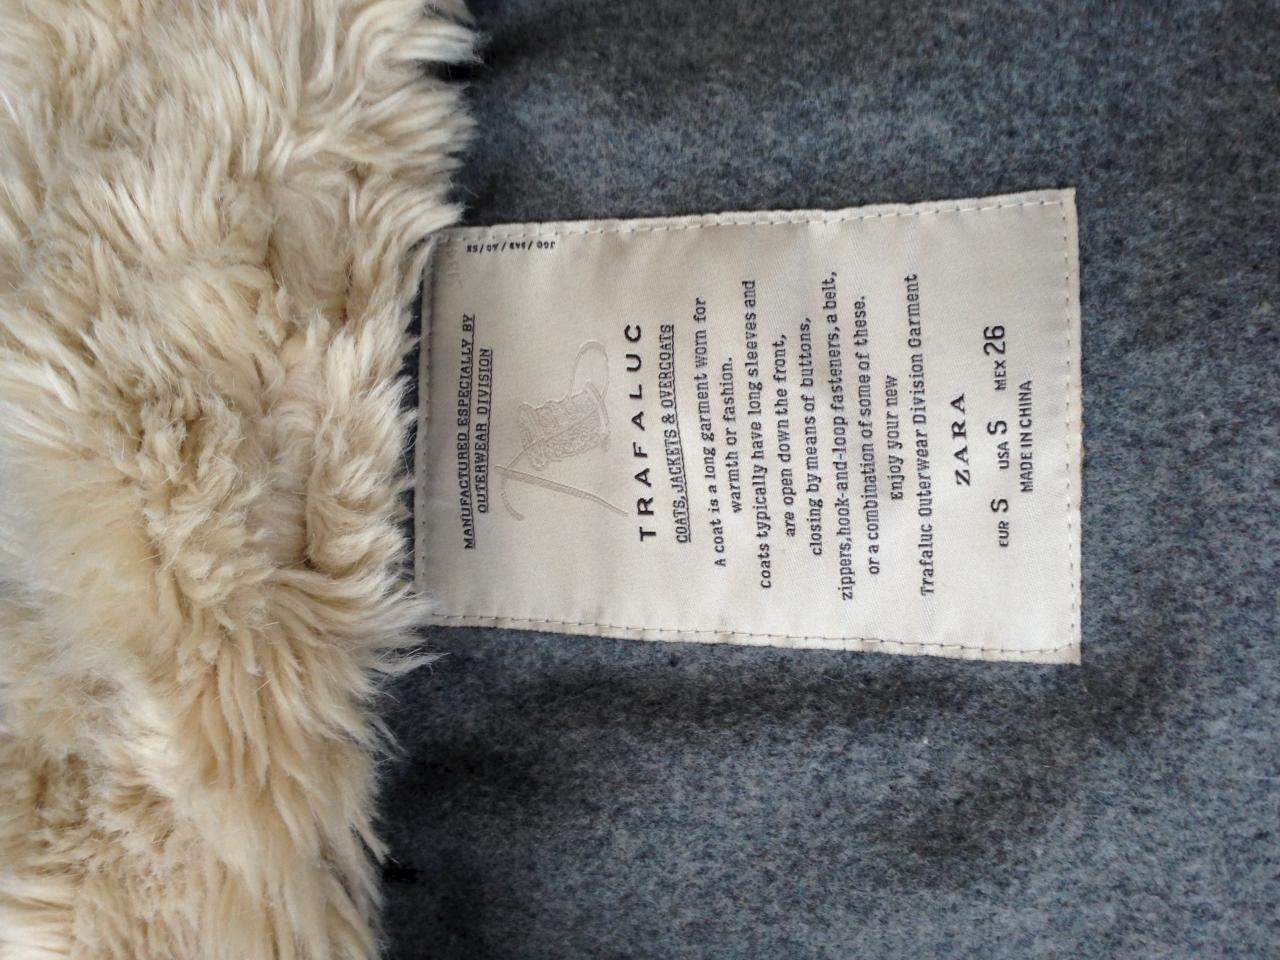 MANUFACTURED ESPECIALLY BY
OUTERWEAR DIVISION
TRAFALUC
COATS, JACKETS & OVERCOATS
A coat is a long garment worn for
warmth or fashion.
Coats typically have long sleeves and
are open down the front,
closing by means of buttons,
zippers, hook-and-loop fasteners, a belt,
or a combination of some of these.
Enjoy your new
Trafaluc Outerwear Division Garment
ZARA
EUR S USA S MEX 26
MADE IN CHINA